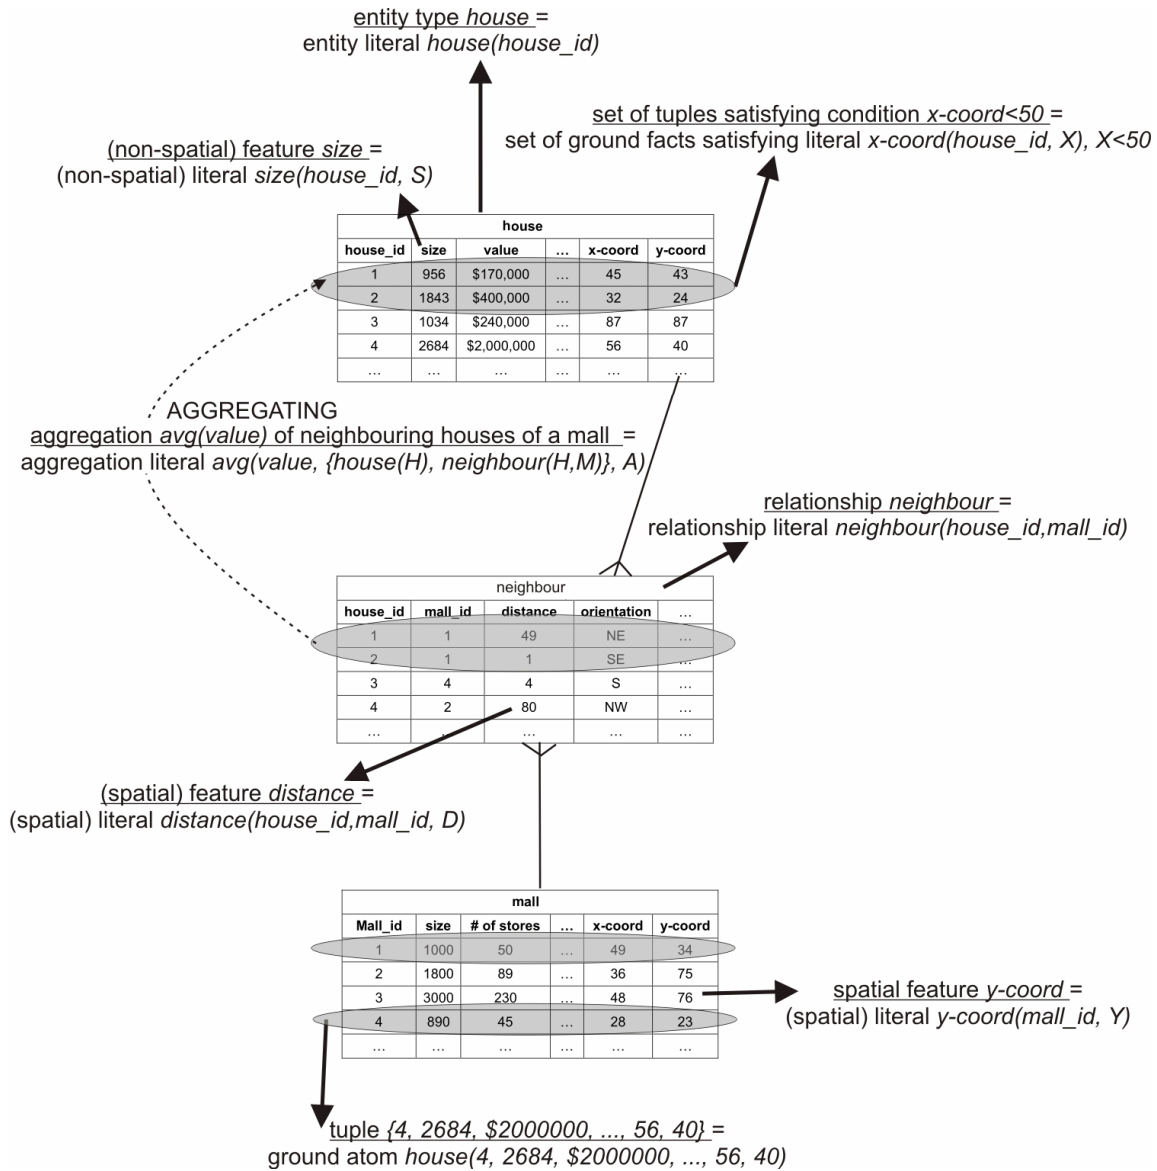 entity type house =
entity literal house(house_id)
set of tuples satisfying condition x-coord<50 =
set of ground facts satisfying literal x-coord(house_id, X), X<50
(non-spatial) feature size =
(non-spatial) literal size(house_id, S)
house
house_id size value ... x-coord y-coord
1 956 $170,000 ... 45 43
2 1843 $400,000 ... 32 24
3 1034 $240,000 ... 87 87
4 2684 $2,000,000 ... 56 40
... ... ... ... ... ...
AGGREGATING
aggregation avg(value) of neighbouring houses of a mall =
aggregation literal avg(value, {house(H), neighbour(H,M)}, A)
relationship neighbour =
relationship literal neighbour(house_id,mall_id)
neighbour
house_id mall_id distance orientation ...
1 1 49 NE ...
2 1 1 SE ...
3 4 4 S ...
4 2 80 NW ...
... ... ... ... ...
(spatial) feature distance =
(spatial) literal distance(house_id,mall_id, D)
mall
Mall_id size # of stores ... x-coord y-coord
1 1000 50 ... 49 34
2 1800 89 ... 36 75
3 3000 230 ... 48 76
4 890 45 ... 28 23
... ... ... ... ... ...
spatial feature y-coord =
(spatial) literal y-coord(mall_id, Y)
tuple {4, 2684, $2000000, ..., 56, 40} =
ground atom house(4, 2684, $2000000, ..., 56, 40)